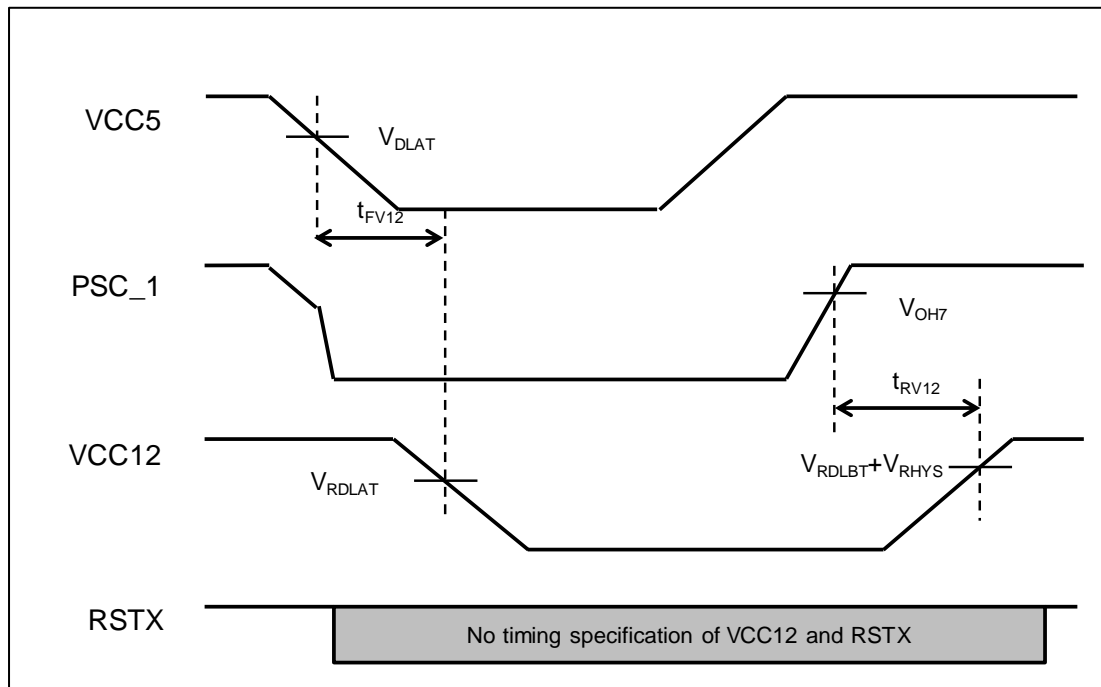 VCC5
VDLAT
tFV12
PSC_1
VOH7
tRV12
VCC12
VRDLAT
VRDLBT+VRHYS
RSTX
No timing specification of VCC12 and RSTX